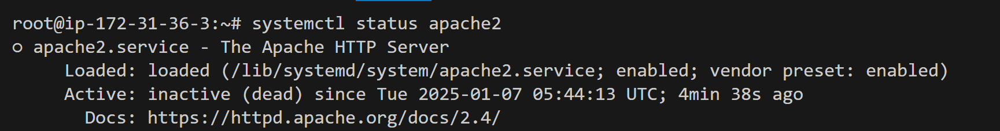 root@ip-172-31-36-3:~# systemctl status apache2
○ apache2.service - The Apache HTTP Server
     Loaded: loaded (/lib/systemd/system/apache2.service; enabled; vendor preset: enabled)
     Active: inactive (dead) since Tue 2025-01-07 05:44:13 UTC; 4min 38s ago
       Docs: https://httpd.apache.org/docs/2.4/